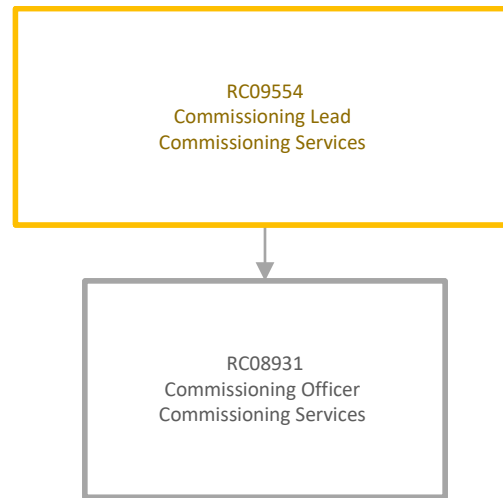 RC09554
Commissioning Lead
Commissioning Services
RC08931
Commissioning Officer
Commissioning Services